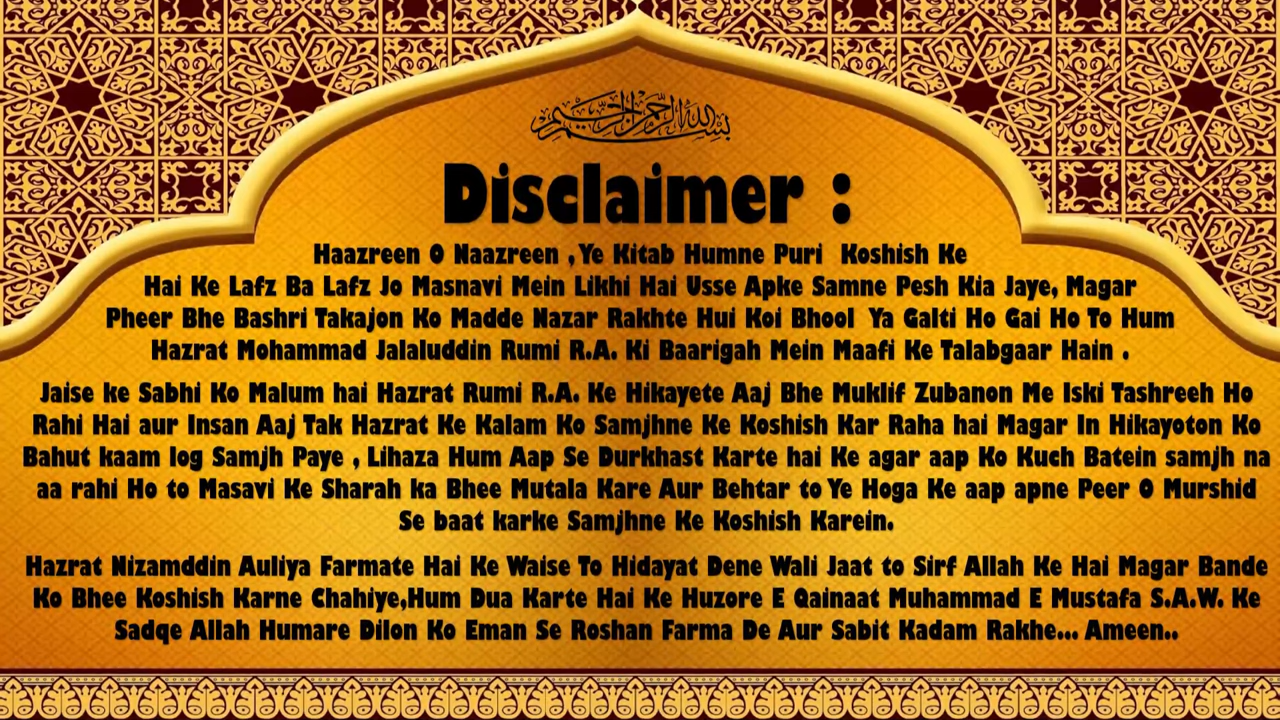 بسم الله الرحمن الرحيم
Disclaimer :
Haazreen O Naazreen , Ye Kitab Humne Puri Koshish Ke
Hai Ke Lafz Ba Lafz Jo Masnavi Mein Likhi Hai Usse Apke Samne Pesh Kia Jaye, Magar
Pheer Bhe Bashri Takajon Ko Madde Nazar Rakhte Hui Koi Bhool Ya Galti Ho Gai Ho To Hum
Hazrat Mohammad Jalaluddin Rumi R.A. Ki Baarigah Mein Maafi Ke Talabgaar Hain .
Jaise ke Sabhi Ko Malum hai Hazrat Rumi R.A. Ke Hikayete Aaj Bhe Muklif Zubanon Me Iski Tashreeh Ho
Rahi Hai aur Insan Aaj Tak Hazrat Ke Kalam Ko Samjhne Ke Koshish Kar Raha hai Magar In Hikayoton Ko
Bahut kaam log Samjh Paye , Lihaza Hum Aap Se Durkhast Karte hai Ke agar aap Ko Kuch Batein samjh na
aa rahi Ho to Masavi Ke Sharah ka Bhee Mutala Kare Aur Behtar to Ye Hoga Ke aap apne Peer O Murshid
Se baat karke Samjhne Ke Koshish Karein.
Hazrat Nizamddin Auliya Farmate Hai Ke Waise To Hidayat Dene Wali Jaat to Sirf Allah Ke Hai Magar Bande
Ko Bhee Koshish Karne Chahiye,Hum Dua Karte Hai Ke Huzore E Qainaat Muhammad E Mustafa S.A.W. Ke
Sadqe Allah Humare Dilon Ko Eman Se Roshan Farma De Aur Sabit Kadam Rakhe... Ameen..